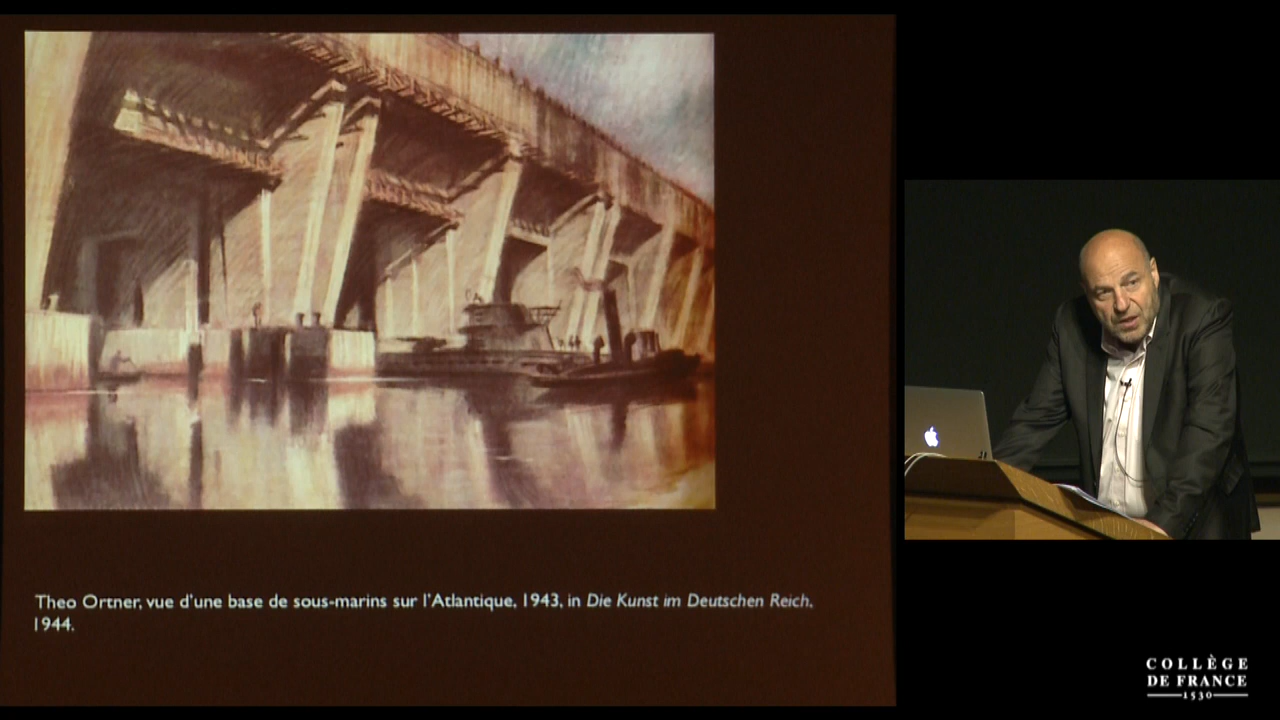 Theo Ortner, vue d'une base de sous-marins sur l'Atlantique, 1943, in Die Kunst im Deutschen Reich,
1944.
COLLÈGE
DE FRANCE
1530